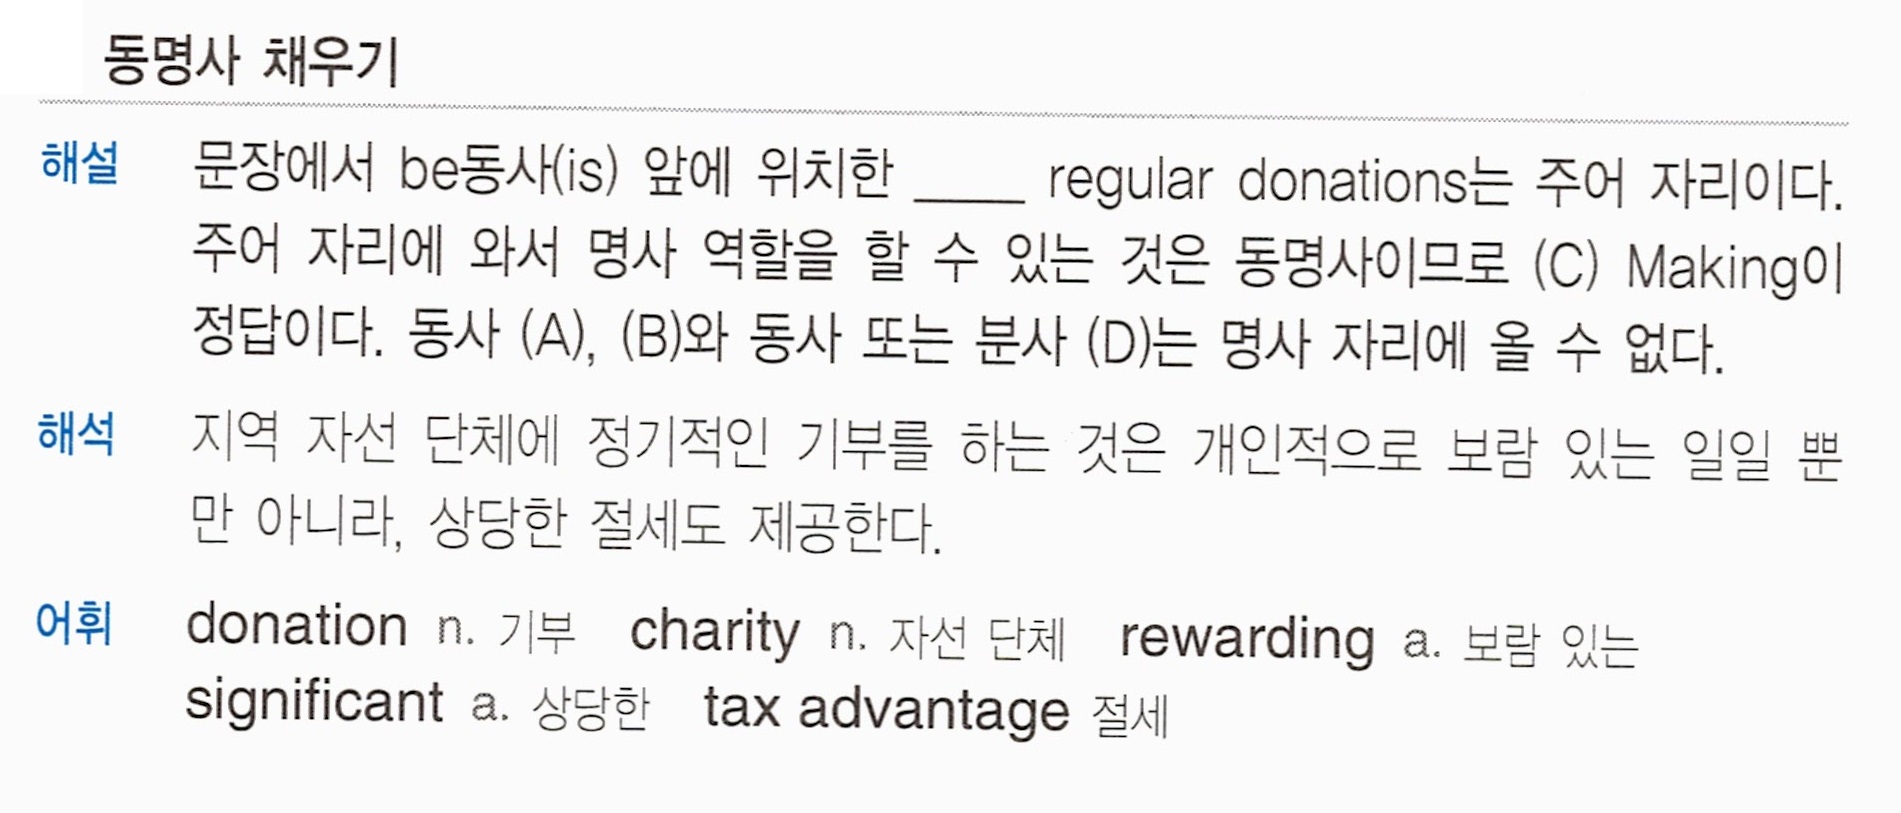 동명사 채우기
해설 문장에서 be동사(is) 앞에 위치한 ____ regular donations는 주어 자리이다.
주어 자리에 와서 명사 역할을 할 수 있는 것은 동명사이므로 (C) Making이
정답이다. 동사 (A), (B)와 동사 또는 분사 (D)는 명사 자리에 올 수 없다.
해석 지역 자선 단체에 정기적인 기부를 하는 것은 개인적으로 보람 있는 일일 뿐
만 아니라, 상당한 절세도 제공한다.
어휘 donation n. 기부 charity n. 자선 단체 rewarding a. 보람 있는
significant a. 상당한 tax advantage 절세